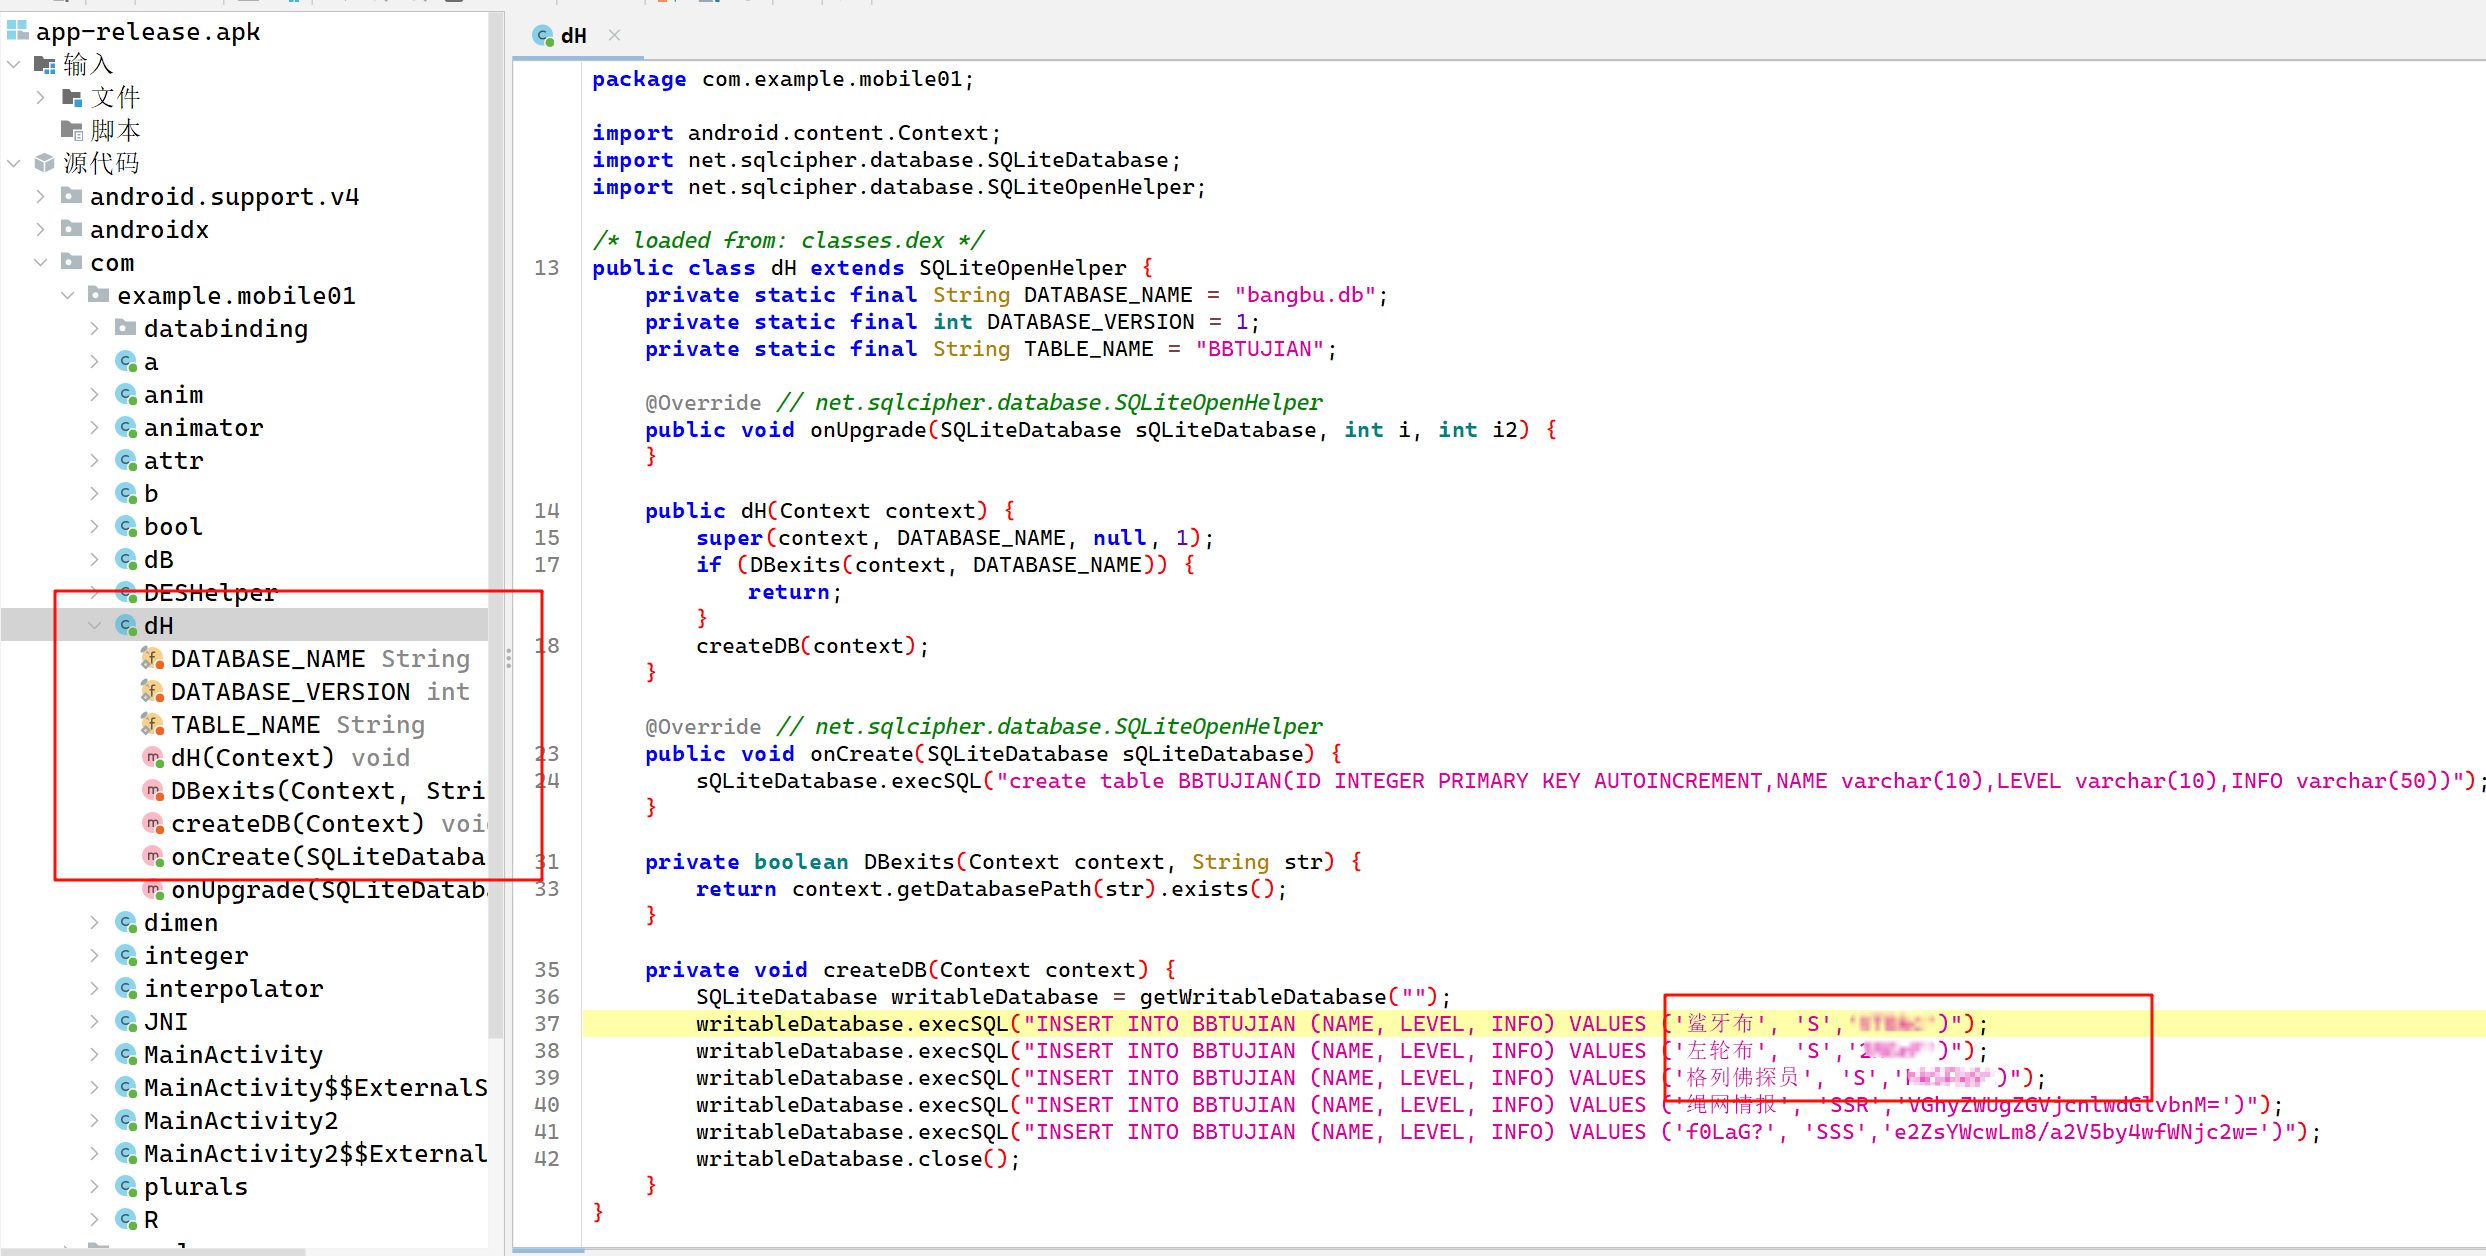 app-release.apk
输入
文件
脚本
源代码
android.support.v4
androidx
com
example.mobile01
databinding
a
anim
animator
attr
b
bool
dB
DESHelper
dH
DATABASE_NAME String
DATABASE_VERSION int
TABLE_NAME String
dH(Context) void
DBexits(Context, Stri
createDB(Context) voi
onCreate(SQLiteDataba
onUpgrade(SQLiteDatab
dimen
integer
interpolator
JNI
MainActivity
MainActivity$$ExternalS
MainActivity2
MainActivity2$$External
plurals
R
dH
package com.example.mobile01;
import android.content.Context;
import net.sqlcipher.database.SQLiteDatabase;
import net.sqlcipher.database.SQLiteOpenHelper;
/* loaded from: classes.dex */
13 public class dH extends SQLiteOpenHelper {
private static final String DATABASE_NAME = "bangbu.db";
private static final int DATABASE_VERSION = 1;
private static final String TABLE_NAME = "BBTUJIAN";
@Override // net.sqlcipher.database.SQLiteOpenHelper
public void onUpgrade(SQLiteDatabase sQLiteDatabase, int i, int i2) {
}
14 public dH(Context context) {
15 super(context, DATABASE_NAME, null, 1);
17 if (DBexits(context, DATABASE_NAME)) {
return;
}
18 createDB(context);
}
@Override // net.sqlcipher.database.SQLiteOpenHelper
23 public void onCreate(SQLiteDatabase sQLiteDatabase) {
24 sQLiteDatabase.execSQL("create table BBTUJIAN(ID INTEGER PRIMARY KEY AUTOINCREMENT,NAME varchar(10),LEVEL varchar(10),INFO varchar(50))");
}
31 private boolean DBexits(Context context, String str) {
33 return context.getDatabasePath(str).exists();
}
35 private void createDB(Context context) {
36 SQLiteDatabase writableDatabase = getWritableDatabase("");
37 writableDatabase.execSQL("INSERT INTO BBTUJIAN (NAME, LEVEL, INFO) VALUES ('鲨牙布', 'S',' ')");
38 writableDatabase.execSQL("INSERT INTO BBTUJIAN (NAME, LEVEL, INFO) VALUES ('左轮布', 'S',' ')");
39 writableDatabase.execSQL("INSERT INTO BBTUJIAN (NAME, LEVEL, INFO) VALUES ('格列佛探员', 'S',' ')");
40 writableDatabase.execSQL("INSERT INTO BBTUJIAN (NAME, LEVEL, INFO) VALUES ('绳网情报', 'SSR','VGhyZWUgZGVjcnlwdGlvbnM=')");
41 writableDatabase.execSQL("INSERT INTO BBTUJIAN (NAME, LEVEL, INFO) VALUES ('f0LaG?', 'SSS','e2ZsYWcwLm8/a2V5by4wfWNjc2w=')");
42 writableDatabase.close();
}
}